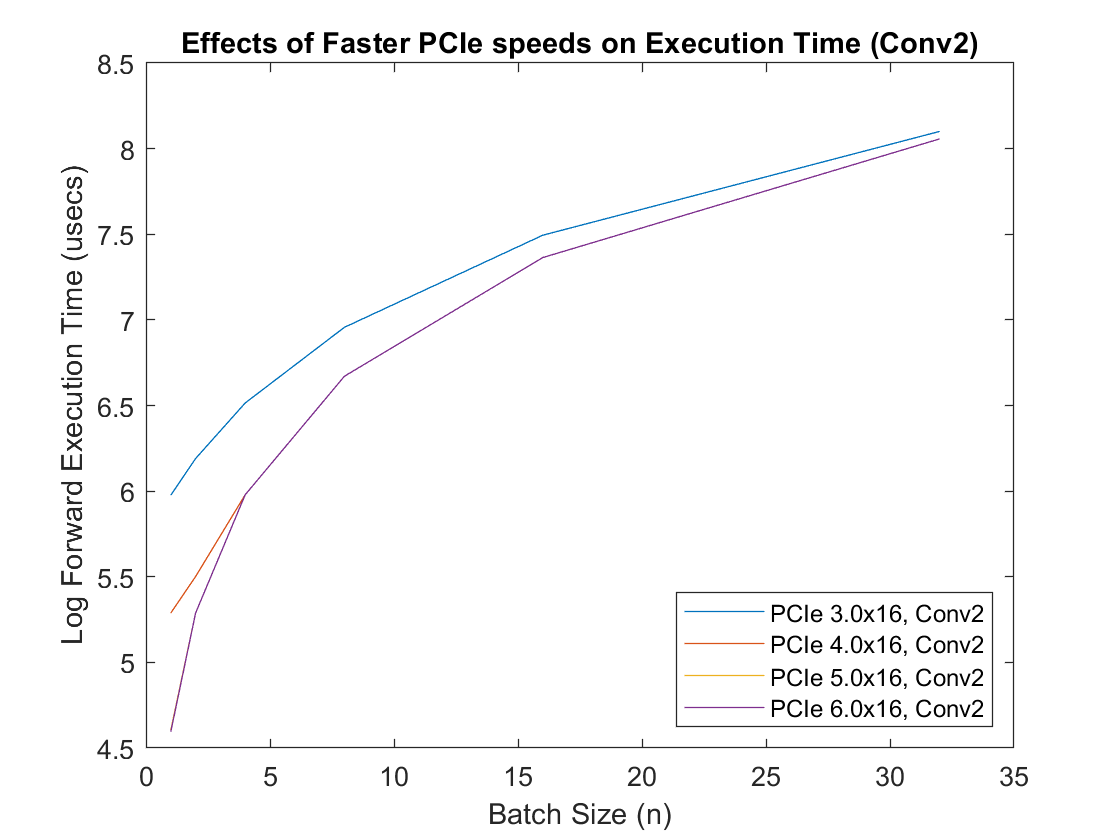 Effects of Faster PCIe speeds on Execution Time (Conv2)
8.5
8
7.5
7
6.5
6
5.5
5
4.5
Log Forward Execution Time (usecs)
PCIe 3.0x16, Conv2
PCIe 4.0x16, Conv2
PCIe 5.0x16, Conv2
PCIe 6.0x16, Conv2
0 5 10 15 20 25 30 35
Batch Size (n)